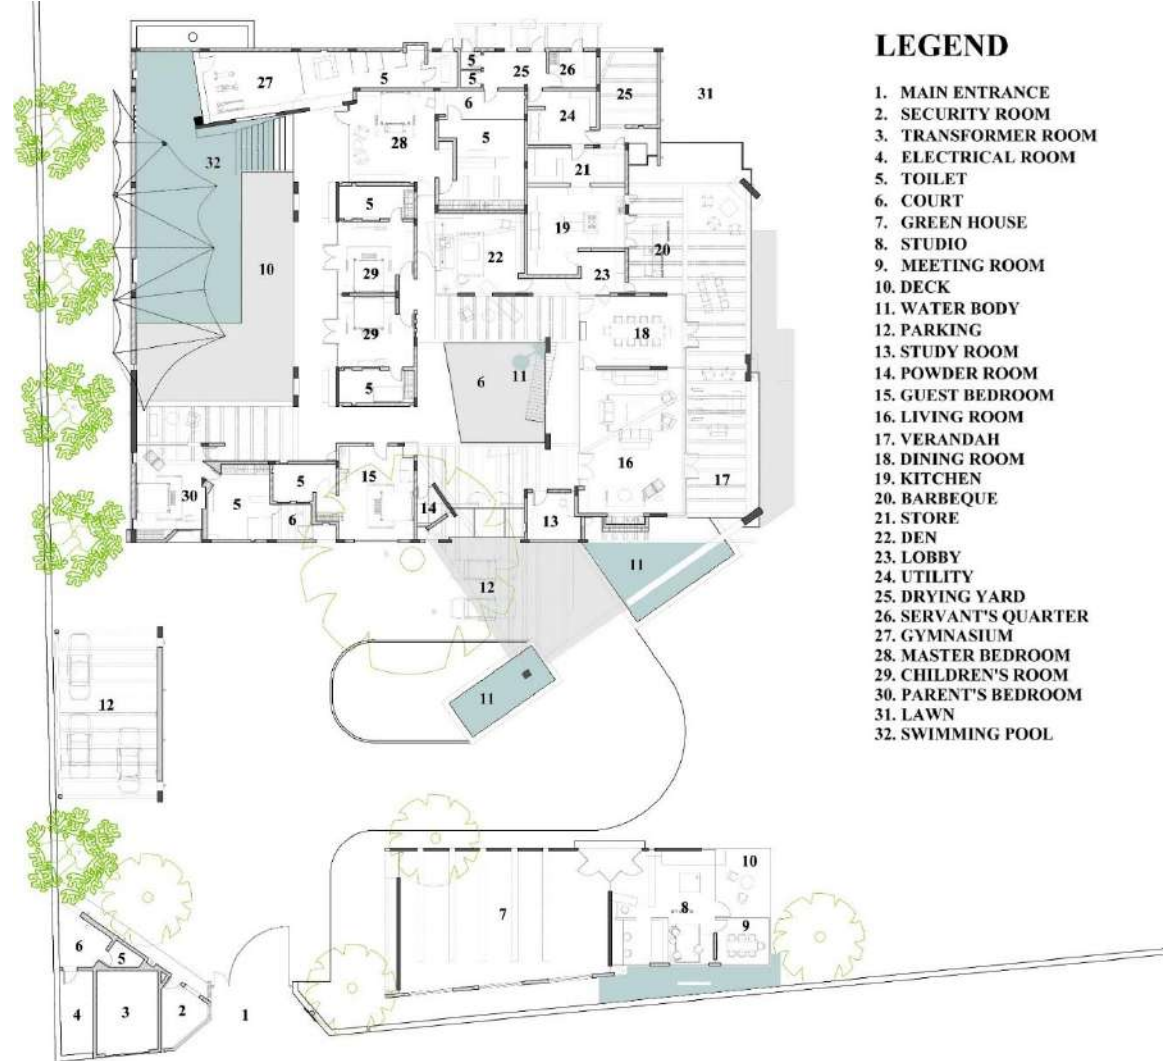 LEGEND
1. MAIN ENTRANCE
2. SECURITY ROOM
3. TRANSFORMER ROOM
4. ELECTRICAL ROOM
5. TOILET
6. COURT
7. GREEN HOUSE
8. STUDIO
9. MEETING ROOM
10. DECK
11. WATER BODY
12. PARKING
13. STUDY ROOM
14. POWDER ROOM
15. GUEST BEDROOM
16. LIVING ROOM
17. VERANDAH
18. DINING ROOM
19. KITCHEN
20. BARBEQUE
21. STORE
22. DEN
23. LOBBY
24. UTILITY
25. DRYING YARD
26. SERVANT'S QUARTER
27. GYMNASIUM
28. MASTER BEDROOM
29. CHILDREN'S ROOM
30. PARENT'S BEDROOM
31. LAWN
32. SWIMMING POOL
5
27
5
5
25
26
25
31
6
24
28
5
32
21
5
19
20
22
10
29
23
29
18
6
11
5
15
16
5
17
30
5
14
6
13
11
12
11
12
10
7
8
9
6
5
4
3
2
1